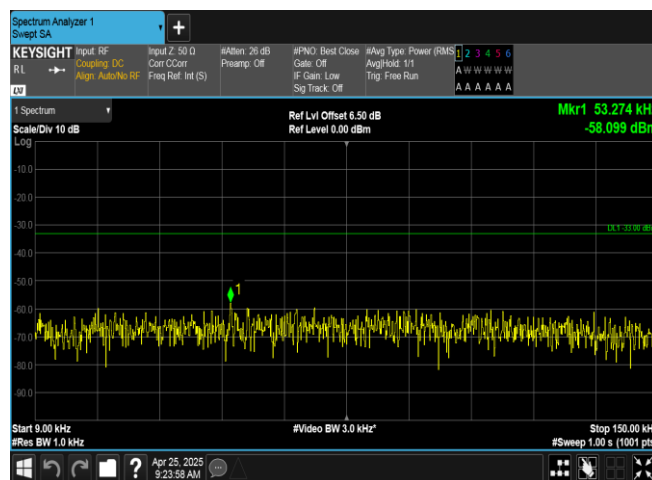 Spectrum Analyzer 1
Swept SA
+
KEYSIGHT
RL
LXI
Input: RF
Coupling: DC
Align: Auto/No RF
Input Z: 50 Ω
Corr CCorr
Freq Ref: Int (S)
#Atten: 26 dB
Preamp: Off
#PNO: Best Close
Gate: Off
IF Gain: Low
Sig Track: Off
#Avg Type: Power (RMS
Avg|Hold: 1/1
Trig: Free Run
1 2 3 4 5 6
A W W W W W
A A A A A A
1 Spectrum
Scale/Div 10 dB
Log
Ref Lvl Offset 6.50 dB
Ref Level 0.00 dBm
Mkr1 53.274 kH
-58.099 dBm
-10.0
-20.0
-30.0
DL1 -33.00 dB
-40.0
-50.0
1
-60.0
-70.0
-80.0
-90.0
Start 9.00 kHz
#Res BW 1.0 kHz
#Video BW 3.0 kHz*
Stop 150.00 kH
#Sweep 1.00 s (1001 pts
?
Apr 25, 2025
9:23:58 AM